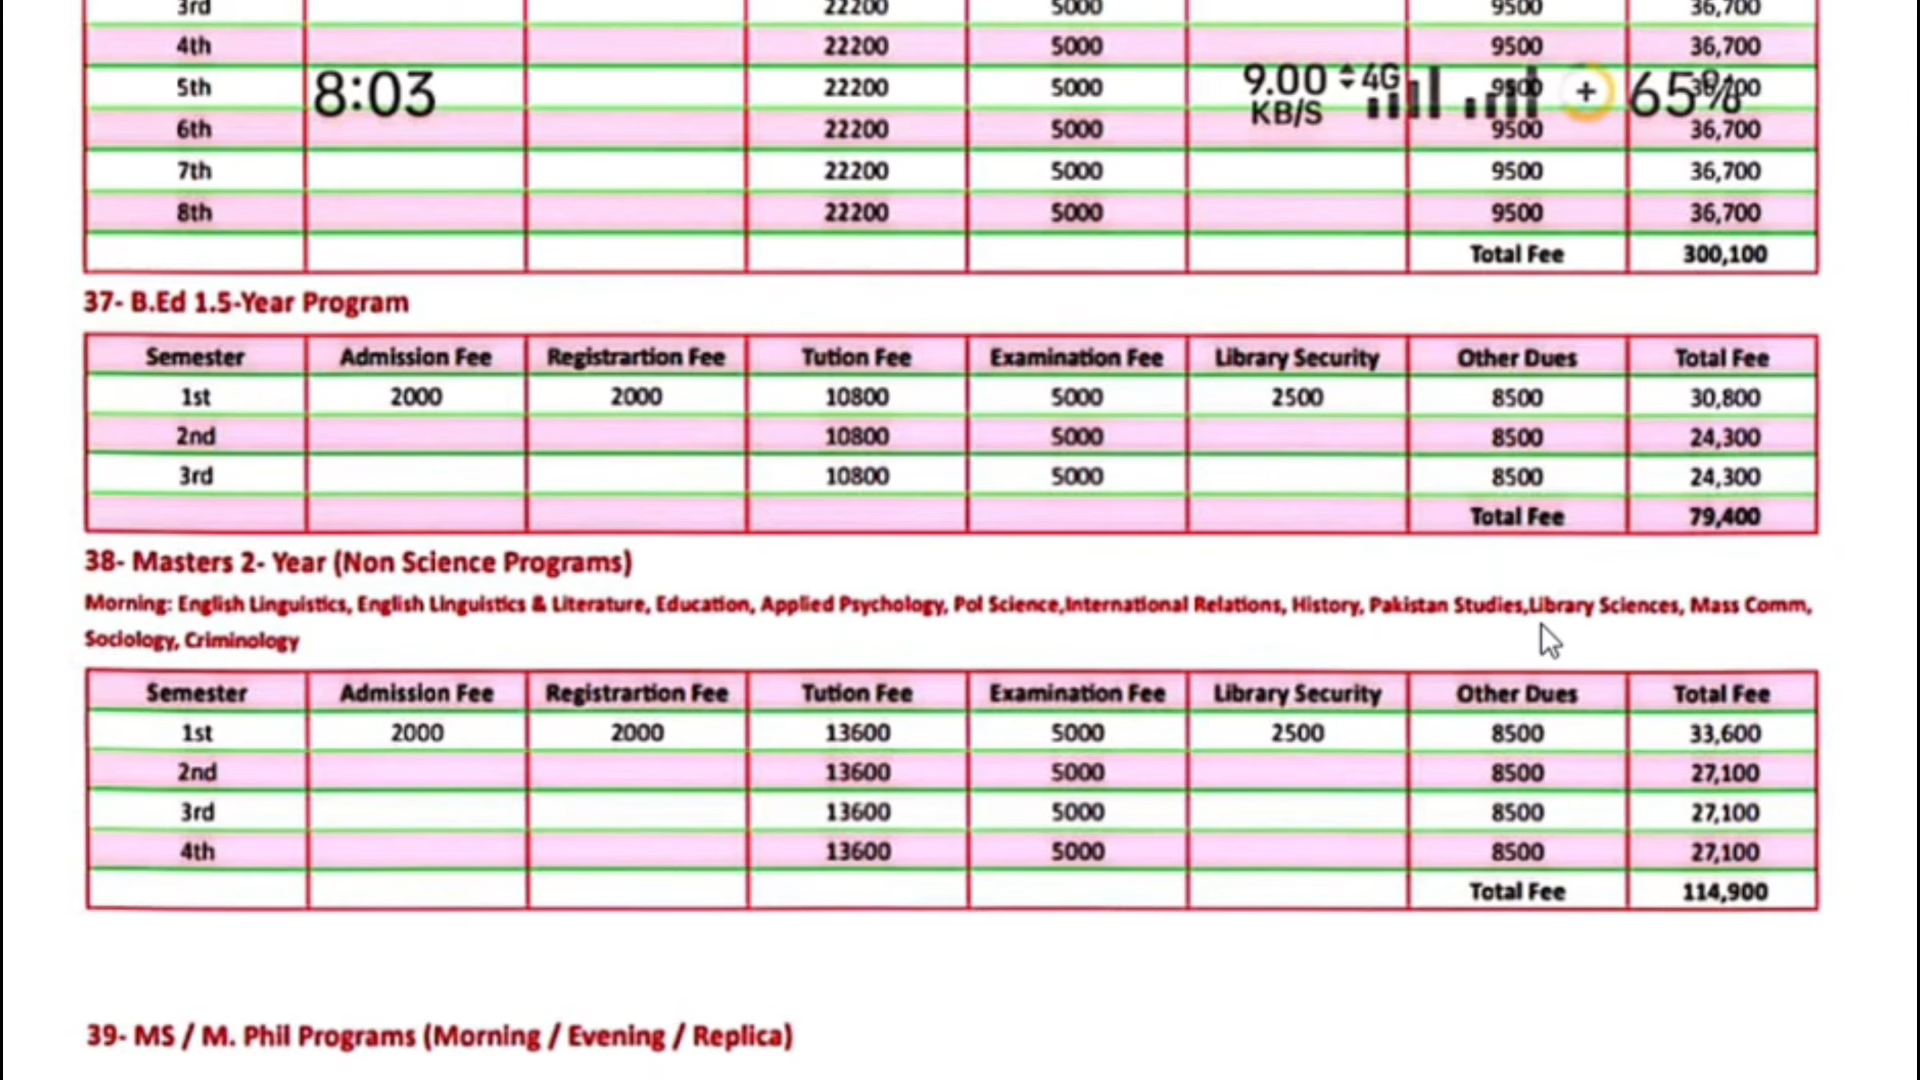 3rd 22200 5000 9500 36,700
4th 22200 5000 9500 36,700
5th 22200 5000 9500
8:03 9.00 KB/S 4G 65%
6th 22200 5000 9500 36,700
7th 22200 5000 9500 36,700
8th 22200 5000 9500 36,700
Total Fee 300,100
37- B.Ed 1.5-Year Program
Semester Admission Fee Registrartion Fee Tution Fee Examination Fee Library Security Other Dues Total Fee
1st 2000 2000 10800 5000 2500 8500 30,800
2nd 10800 5000 8500 24,300
3rd 10800 5000 8500 24,300
Total Fee 79,400
38- Masters 2- Year (Non Science Programs)
Morning: English Linguistics, English Linguistics & Literature, Education, Applied Psychology, Pol Science,International Relations, History, Pakistan Studies,Library Sciences, Mass Comm,
Sociology, Criminology
Semester Admission Fee Registrartion Fee Tution Fee Examination Fee Library Security Other Dues Total Fee
1st 2000 2000 13600 5000 2500 8500 33,600
2nd 13600 5000 8500 27,100
3rd 13600 5000 8500 27,100
4th 13600 5000 8500 27,100
Total Fee 114,900
39- MS / M. Phil Programs (Morning / Evening / Replica)